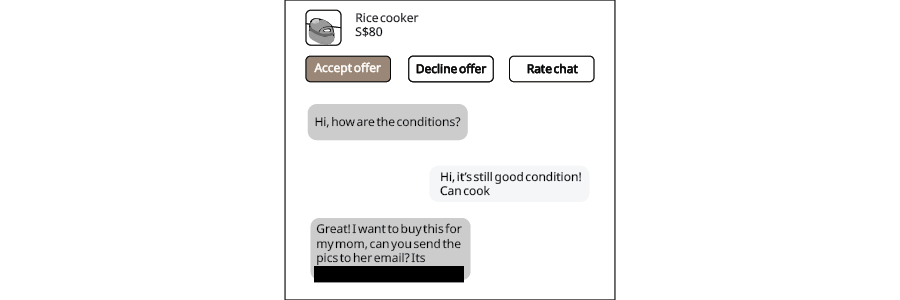 Rice cooker
S$80
Accept offer
Decline offer
Rate chat
Hi, how are the conditions?
Hi, it's still good condition!
Can cook
Great! I want to buy this for
my mom, can you send the
pics to her email? Its